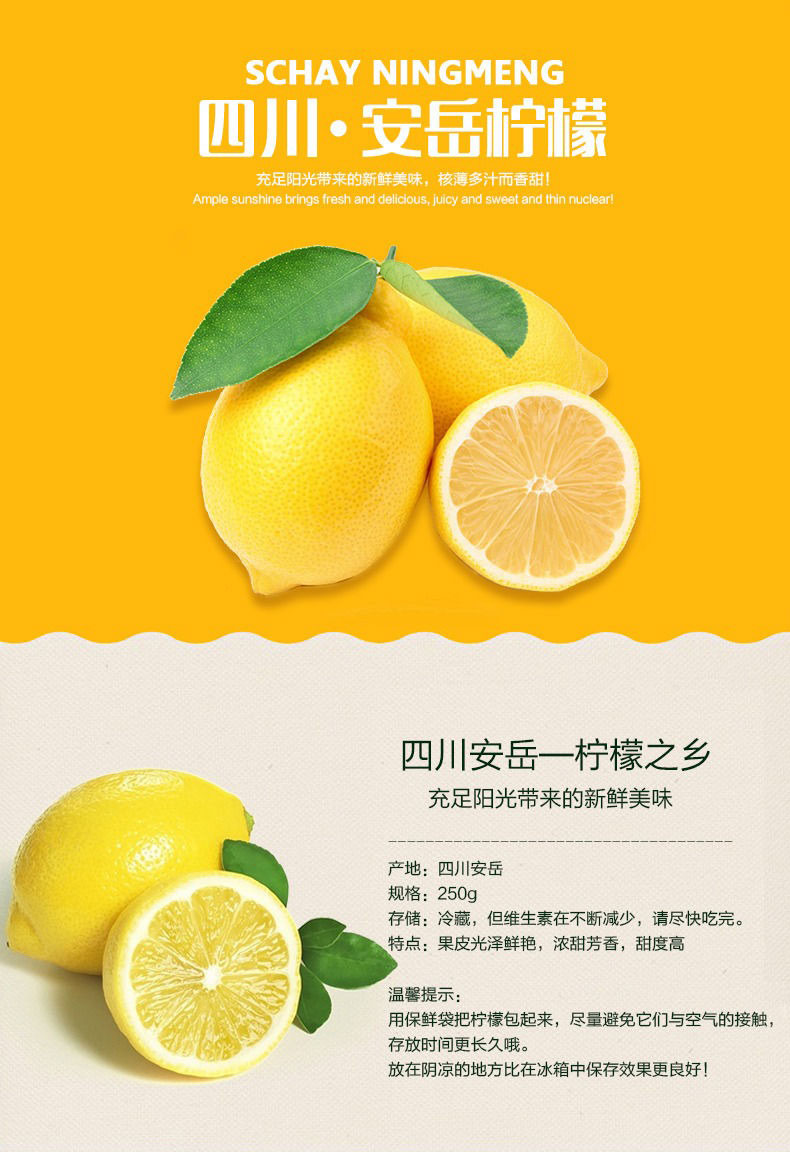 SCHAY NINGMENG
四川·安岳柠檬
充足阳光带来的新鲜美味，核薄多汁而香甜！
Ample sunshine brings fresh and delicious, juicy and sweet and thin nuclear!
四川安岳—柠檬之乡
充足阳光带来的新鲜美味
产地：四川安岳
规格：250g
存储：冷藏，但维生素在不断减少，请尽快吃完。
特点：果皮光泽鲜艳，浓甜芳香，甜度高
温馨提示：
用保鲜袋把柠檬包起来，尽量避免它们与空气的接触，
存放时间更长久哦。
放在阴凉的地方比在冰箱中保存效果更良好！